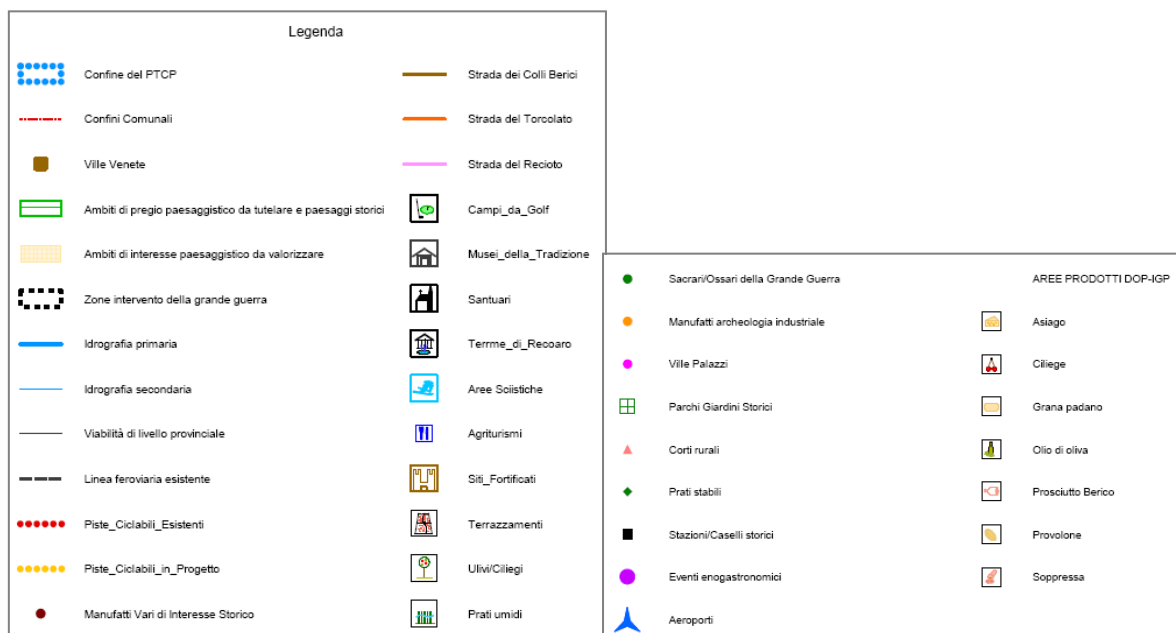 Legenda
Confine del PTCP
Confini Comunali
Ville Venete
Ambiti di pregio paesaggistico da tutelare e paesaggi storici
Ambiti di interesse paesaggistico da valorizzare
Zone intervento della grande guerra
Idrografia primaria
Idrografia secondaria
Viabilità di livello provinciale
Linea feroviaria esistente
Piste_Ciclabili_Esistenti
Piste_Ciclabili_in_Progetto
Manufatti Vari di Interesse Storico
Strada dei Colli Berici
Strada del Torcolato
Strada del Recioto
Campi_da_Golf
Musei_della_Tradizione
Santuari
Terrme_di_Recoaro
Aree Sciistiche
Agriturismi
Siti_Fortificati
Terrazzamenti
Ulivi/Ciliegi
Prati umidi
Sacrari/Ossari della Grande Guerra
Manufatti archeologia industriale
Ville Palazzi
Parchi Giardini Storici
Corti rurali
Prati stabili
Stazioni/Caselli storici
Eventi enogastronomici
Aeroporti
AREE PRODOTTI DOP-IGP
Asiago
Ciliege
Grana padano
Olio di oliva
Prosciutto Berico
Provolone
Soppressa